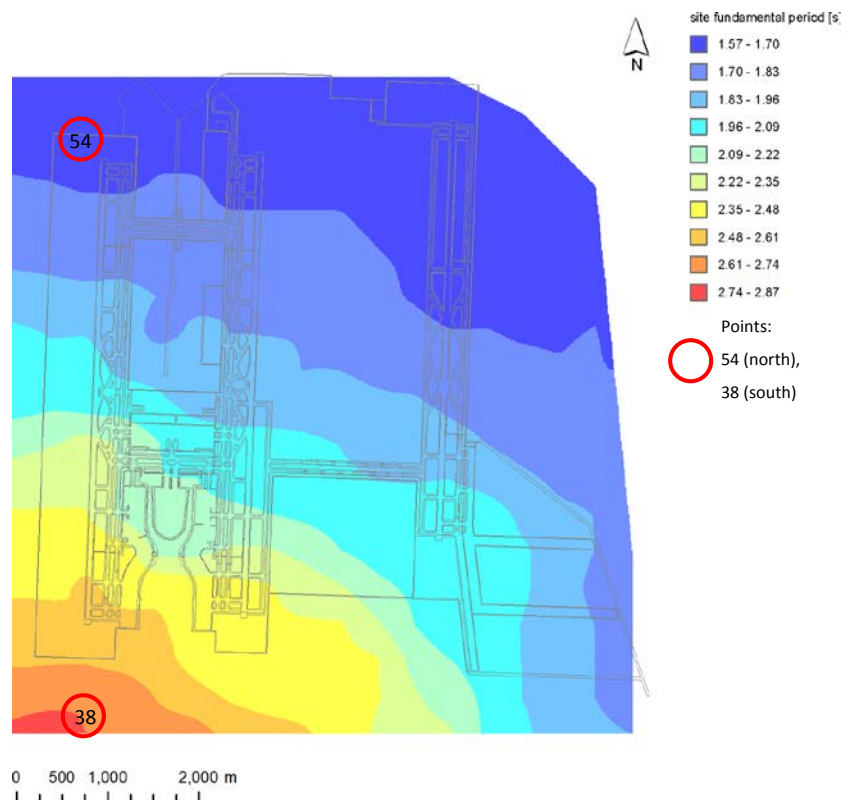 site fundamental period [s]
N
1.57 - 1.70
1.70 - 1.83
1.83 - 1.96
1.96 - 2.09
2.09 - 2.22
2.22 - 2.35
2.35 - 2.48
2.48 - 2.61
2.61 - 2.74
2.74 - 2.87
Points:
54 (north),
38 (south)
54
38
0 500 1,000 2,000 m